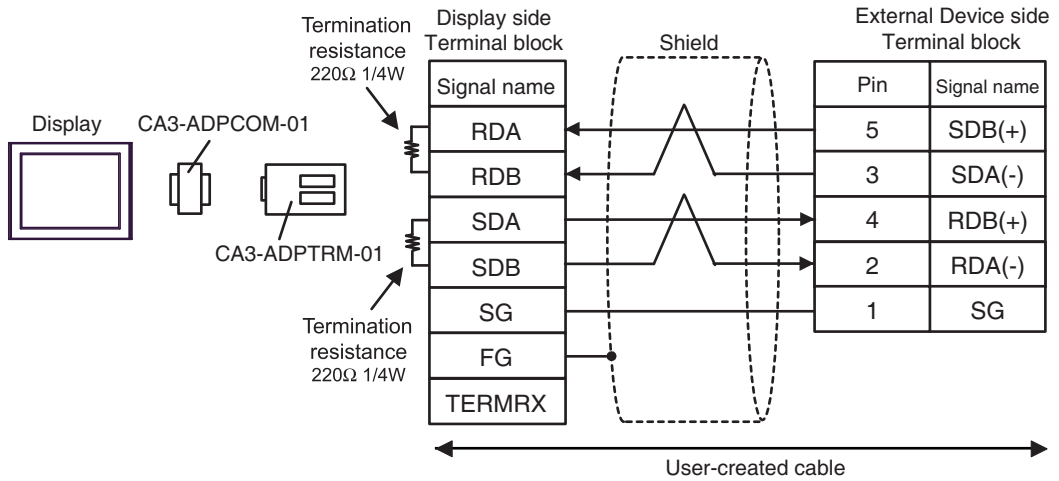 Termination
resistance
220Ω 1/4W
Display side
Terminal block
Shield
External Device side
Terminal block
Display
CA3-ADPCOM-01
CA3-ADPTRM-01
Signal name
RDA
RDB
SDA
SDB
SG
FG
TERMRX
Pin Signal name
5 SDB(+)
3 SDA(-)
4 RDB(+)
2 RDA(-)
1 SG
Termination
resistance
220Ω 1/4W
User-created cable